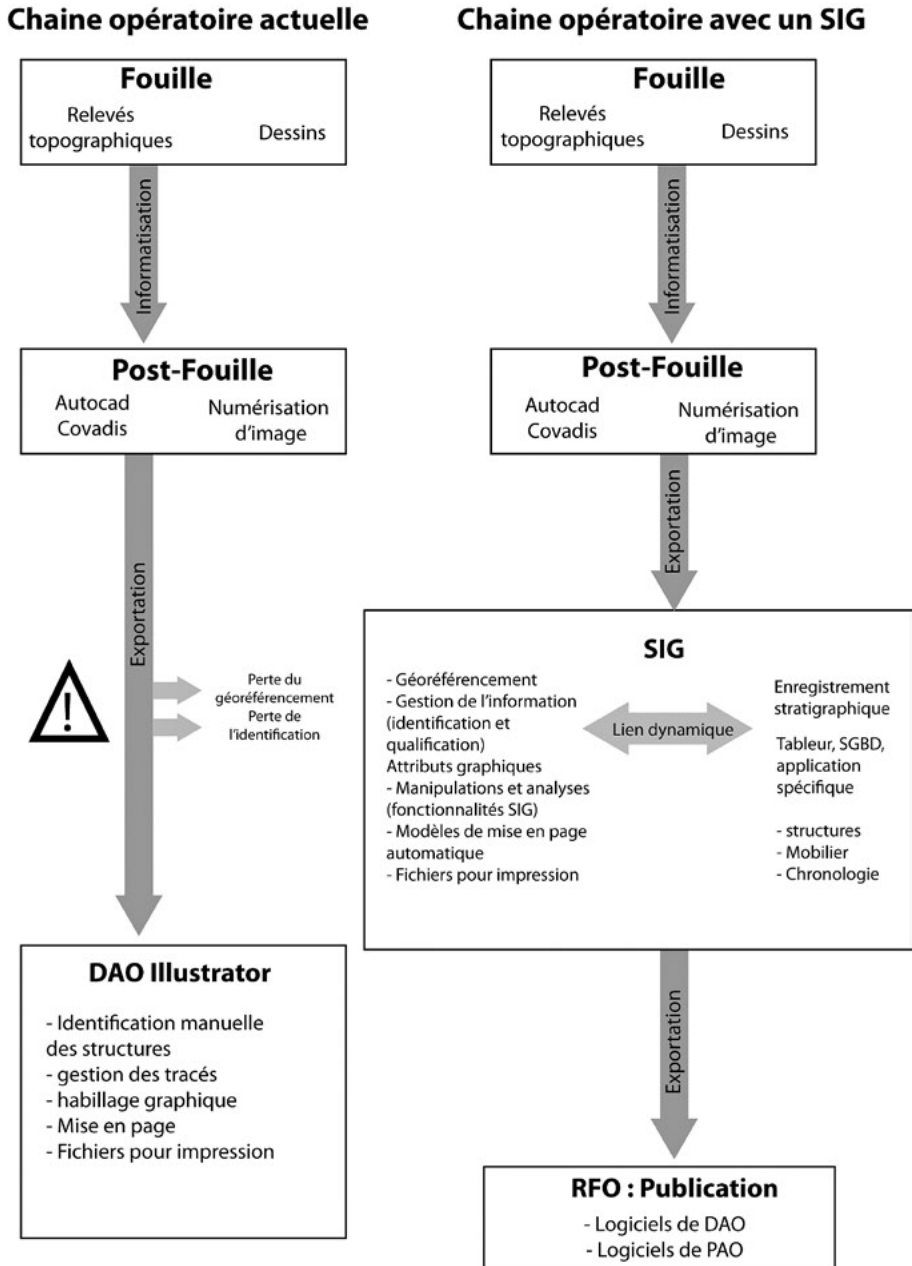 Chaine opératoire actuelle
Fouille
Relevés
topographiques
Dessins
Informatisation
Post-Fouille
Autocad
Covadis
Numérisation
d'image
Exportation
!
Perte du
géoréférencement
Perte de
l'identification
DAO Illustrator
- Identification manuelle
des structures
- gestion des tracés
- habillage graphique
- Mise en page
- Fichiers pour impression
Chaine opératoire avec un SIG
Fouille
Relevés
topographiques
Dessins
Informatisation
Post-Fouille
Autocad
Covadis
Numérisation
d'image
Exportation
SIG
- Géoréférencement
- Gestion de l'information
(identification et
qualification)
Attributs graphiques
- Manipulations et analyses
(fonctionnalités SIG)
- Modèles de mise en page
automatique
- Fichiers pour impression
Lien dynamique
Enregistrement
stratigraphique
Tableur, SGBD,
application
spécifique
- structures
- Mobilier
- Chronologie
Exportation
RFO : Publication
- Logiciels de DAO
- Logiciels de PAO